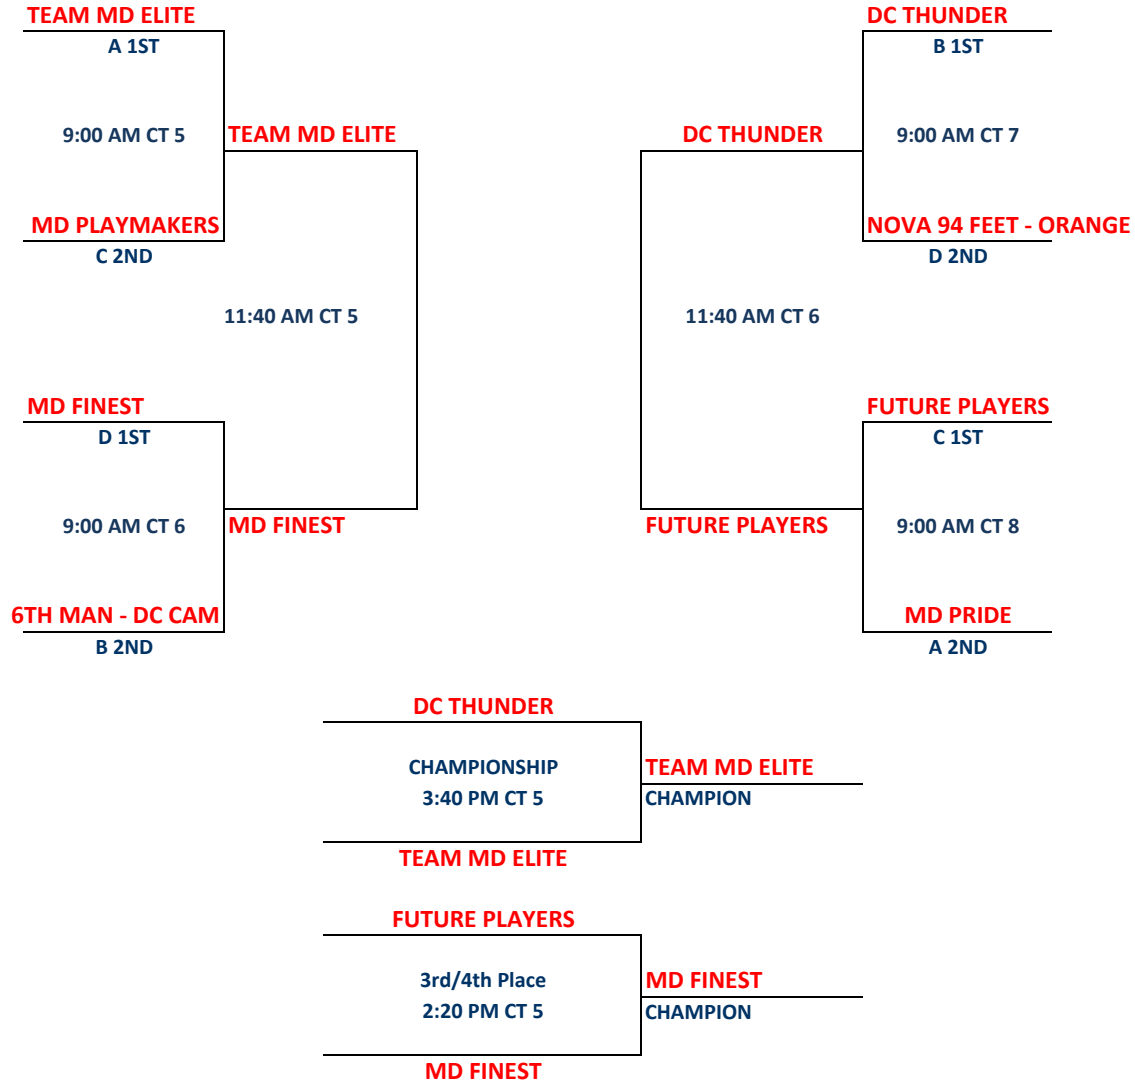 TEAM MD ELITE
A 1ST
9:00 AM CT 5
TEAM MD ELITE
MD PLAYMAKERS
C 2ND
11:40 AM CT 5
MD FINEST
D 1ST
9:00 AM CT 6
MD FINEST
6TH MAN - DC CAM
B 2ND
DC THUNDER
B 1ST
DC THUNDER
9:00 AM CT 7
NOVA 94 FEET - ORANGE
D 2ND
11:40 AM CT 6
FUTURE PLAYERS
C 1ST
FUTURE PLAYERS
9:00 AM CT 8
MD PRIDE
A 2ND
DC THUNDER
CHAMPIONSHIP
3:40 PM CT 5
TEAM MD ELITE
CHAMPION
TEAM MD ELITE
FUTURE PLAYERS
3rd/4th Place
2:20 PM CT 5
MD FINEST
CHAMPION
MD FINEST